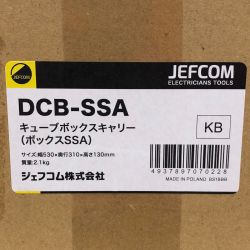 JEFCOM
ELECTRICIANS TOOLS
DCB-SSA
キューブボックスキャリー
(ボックスSSA)
KB
サイズ:幅530×奥行310×高さ130mm
質量:2.1kg
ジェフコム株式会社
4937897070228
MADE IN POLAND